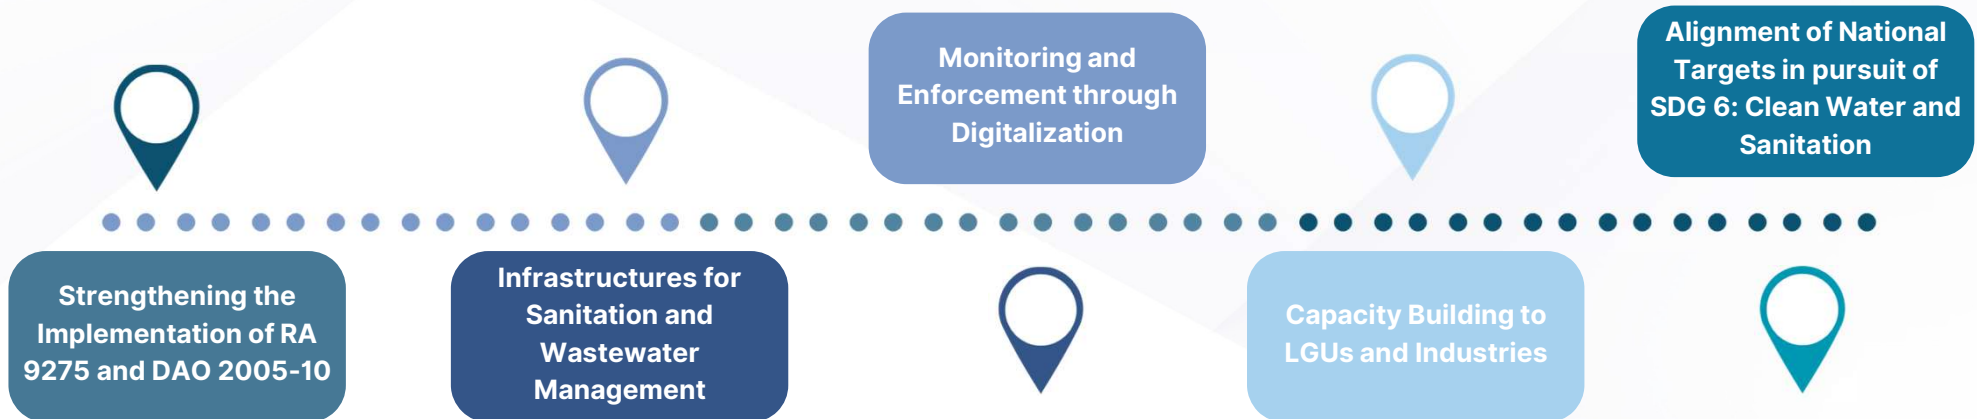 Strengthening the
Implementation of RA
9275 and DAO 2005-10
Infrastructures for
Sanitation and
Wastewater
Management
Monitoring and
Enforcement through
Digitalization
Capacity Building to
LGUs and Industries
Alignment of National
Targets in pursuit of
SDG 6: Clean Water and
Sanitation